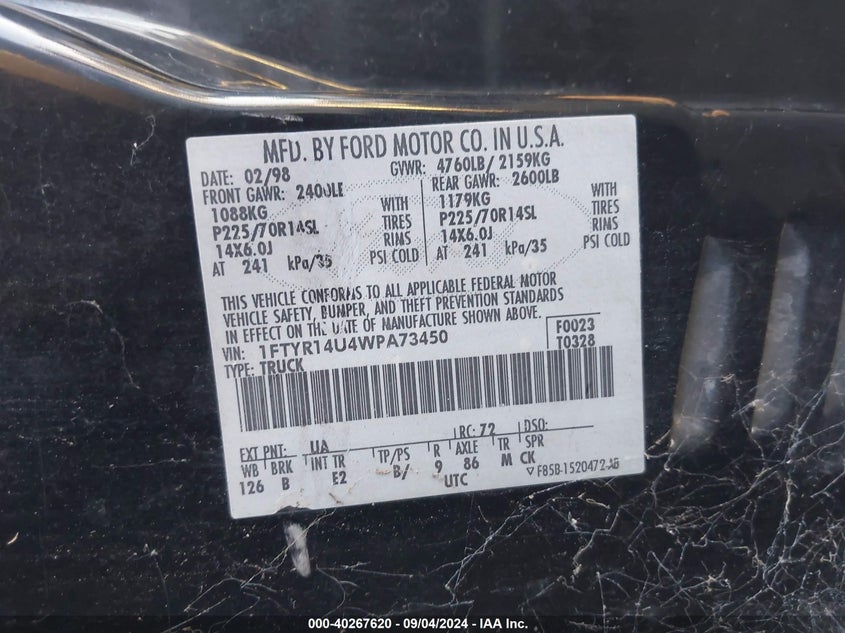 MFD. BY FORD MOTOR CO. IN U.S.A.
DATE: 02/98 GVWR: 4760LB/ 2159KG
FRONT GAWR: 2400LB REAR GAWR: 2600LB
1088KG WITH 1179KG WITH
P225/70R14SL TIRES P225/70R14SL TIRES
14X6.0J RIMS 14X6.0J RIMS
AT 241 kPa/35 PSI COLD AT 241 kPa/35 PSI COLD
THIS VEHICLE CONFORMS TO ALL APPLICABLE FEDERAL MOTOR
VEHICLE SAFETY, BUMPER, AND THEFT PREVENTION STANDARDS
IN EFFECT ON THE DATE OF MANUFACTURE SHOWN ABOVE.
VIN: 1FTYR14U4WPA73450 F0023
TYPE: TRUCK T0328
EXT PNT: UA RC: 72 DSO:
WB BRK INT TR TP/PS R AXLE TR SPR
126 B E2 B/ 9 86 M CK
UTC F85B-1520472-AB
000-40267620 - 09/04/2024 - IAA Inc.